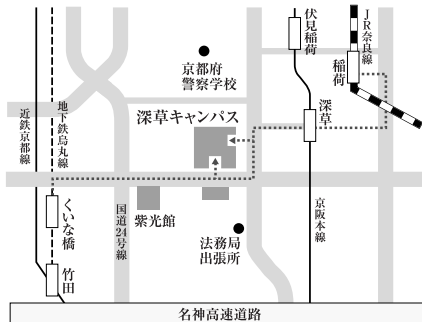 伏見稲荷
JR奈良線
稲荷
京都府
警察学校
深草キャンパス
深草
近鉄京都線
地下鉄烏丸線
くいな橋
竹田
国道24号線
紫光館
法務局
出張所
京阪本線
名神高速道路